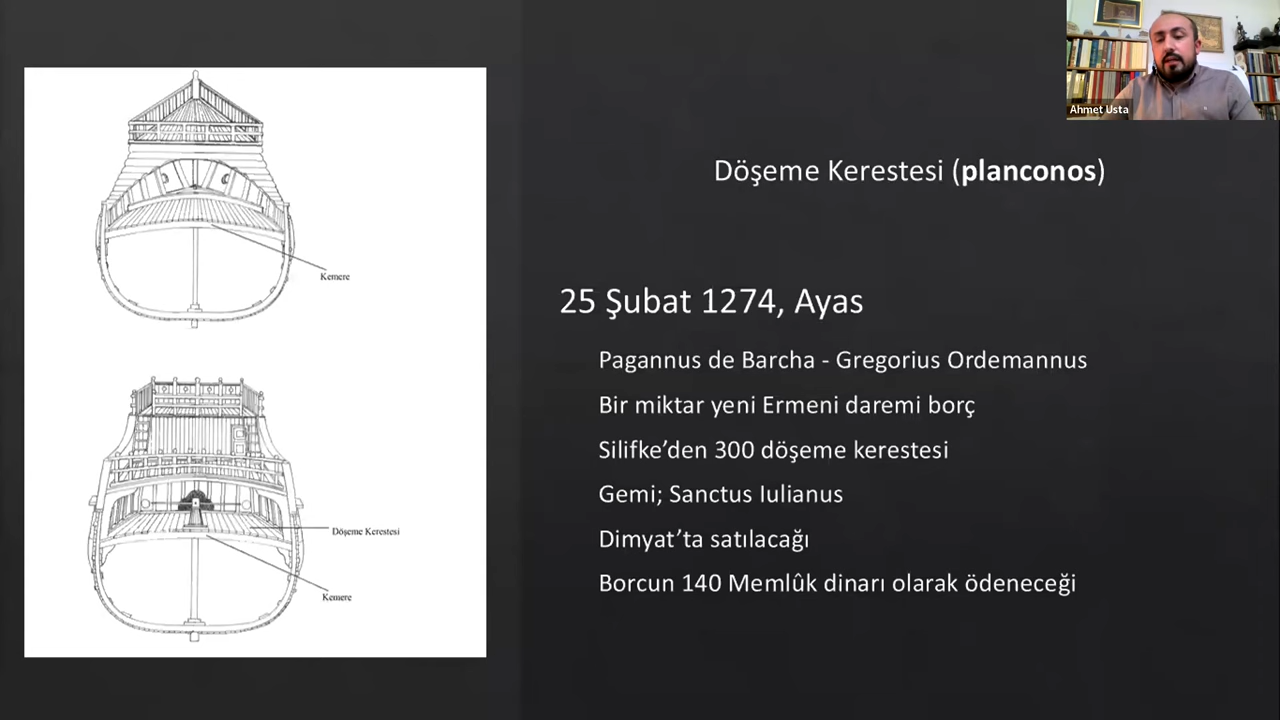 Ahmet Usta
Döşeme Kerestesi (planconos)
25 Şubat 1274, Ayas
Pagannus de Barcha - Gregorius Ordemannus
Bir miktar yeni Ermeni daremi borç
Silifke’den 300 döşeme kerestesi
Gemi; Sanctus Iulianus
Dimyat’ta satılacağı
Borcun 140 Memlûk dinarı olarak ödeneceği
Kemere
Döşeme Kerestesi
Kemere